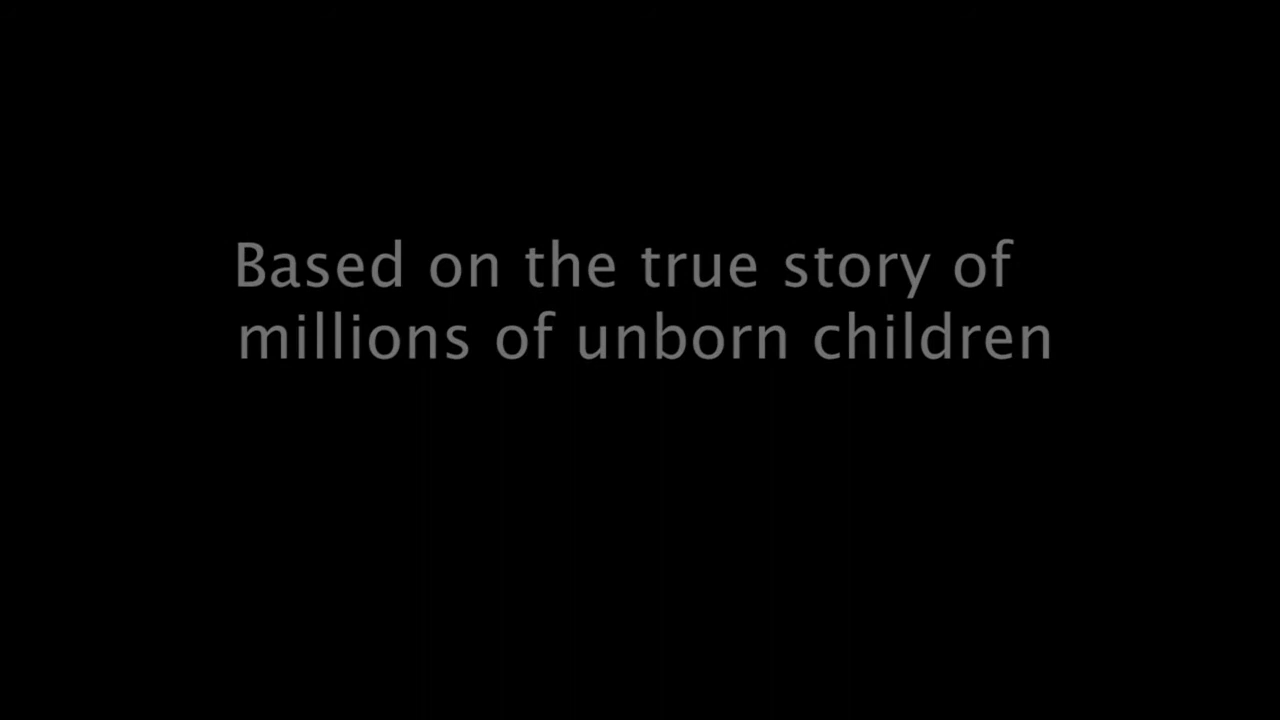 Based on the true story of
millions of unborn children